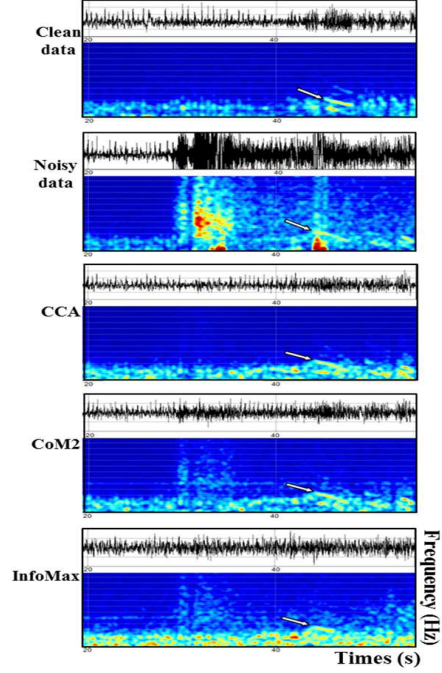 Clean
data
20
40
Noisy
data
20
40
CCA
20
40
CoM2
20
40
InfoMax
20
40
Frequency (Hz)
Times (s)